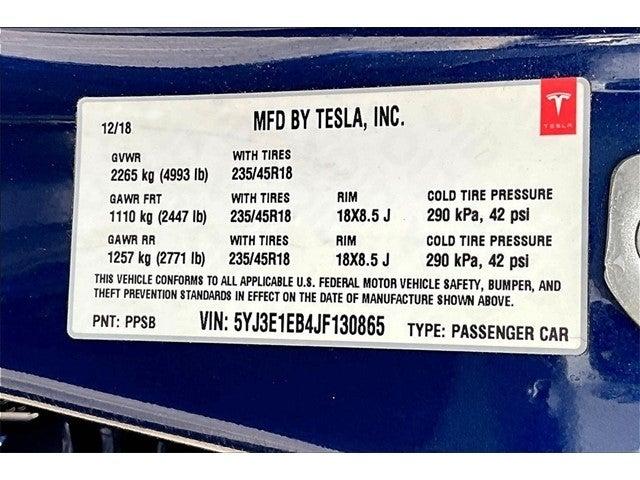 12/18 MFD BY TESLA, INC.
TESLA
GVWR WITH TIRES
2265 kg (4993 lb) 235/45R18
GAWR FRT WITH TIRES RIM COLD TIRE PRESSURE
1110 kg (2447 lb) 235/45R18 18X8.5 J 290 kPa, 42 psi
GAWR RR WITH TIRES RIM COLD TIRE PRESSURE
1257 kg (2771 lb) 235/45R18 18X8.5 J 290 kPa, 42 psi
THIS VEHICLE CONFORMS TO ALL APPLICABLE U.S. FEDERAL MOTOR VEHICLE SAFETY, BUMPER, AND
THEFT PREVENTION STANDARDS IN EFFECT ON THE DATE OF MANUFACTURE SHOWN ABOVE.
PNT: PPSB VIN: 5YJ3E1EB4JF130865 TYPE: PASSENGER CAR